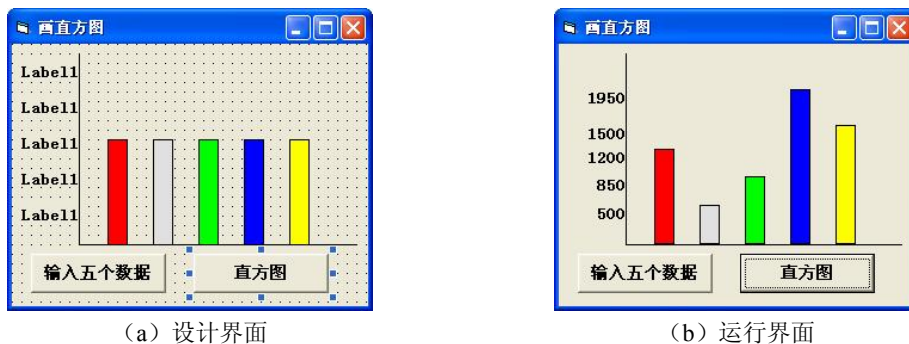 画直方图
Label1
Label1
Label1
Label1
Label1
输入五个数据
直方图
（a）设计界面
画直方图
1950
1500
1200
850
500
输入五个数据
直方图
（b）运行界面